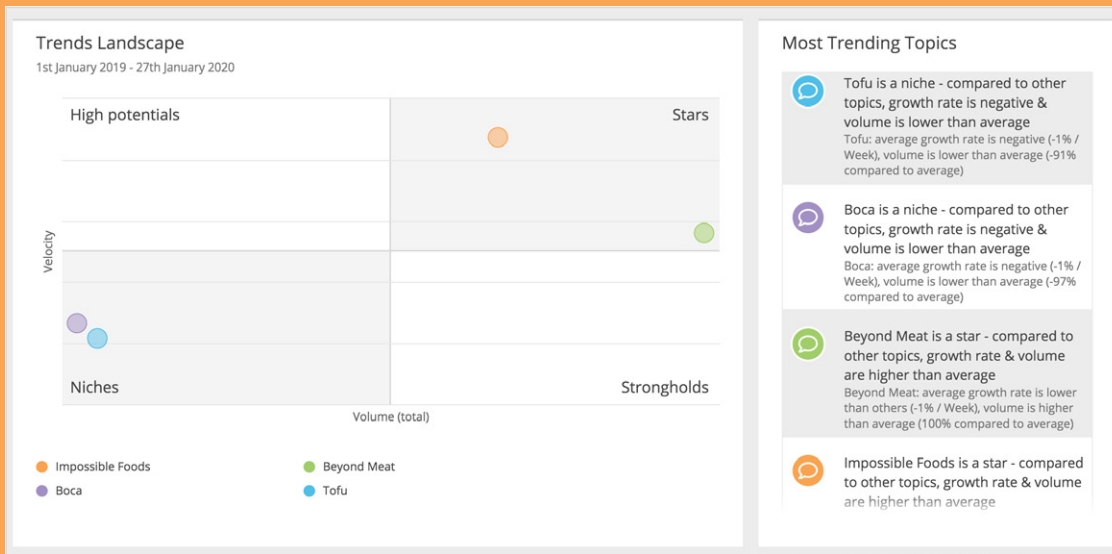 Trends Landscape
1st January 2019 - 27th January 2020
High potentials
Stars
Velocity
Niches
Strongholds
Volume (total)
Impossible Foods
Beyond Meat
Boca
Tofu
Most Trending Topics
Tofu is a niche - compared to other
topics, growth rate is negative &
volume is lower than average
Tofu: average growth rate is negative (-1% /
Week), volume is lower than average (-91%
compared to average)
Boca is a niche - compared to other
topics, growth rate is negative &
volume is lower than average
Boca: average growth rate is negative (-1% /
Week), volume is lower than average (-97%
compared to average)
Beyond Meat is a star - compared to
other topics, growth rate & volume
are higher than average
Beyond Meat: average growth rate is lower
than others (-1% / Week), volume is higher
than average (100% compared to average)
Impossible Foods is a star - compared
to other topics, growth rate & volume
are higher than average